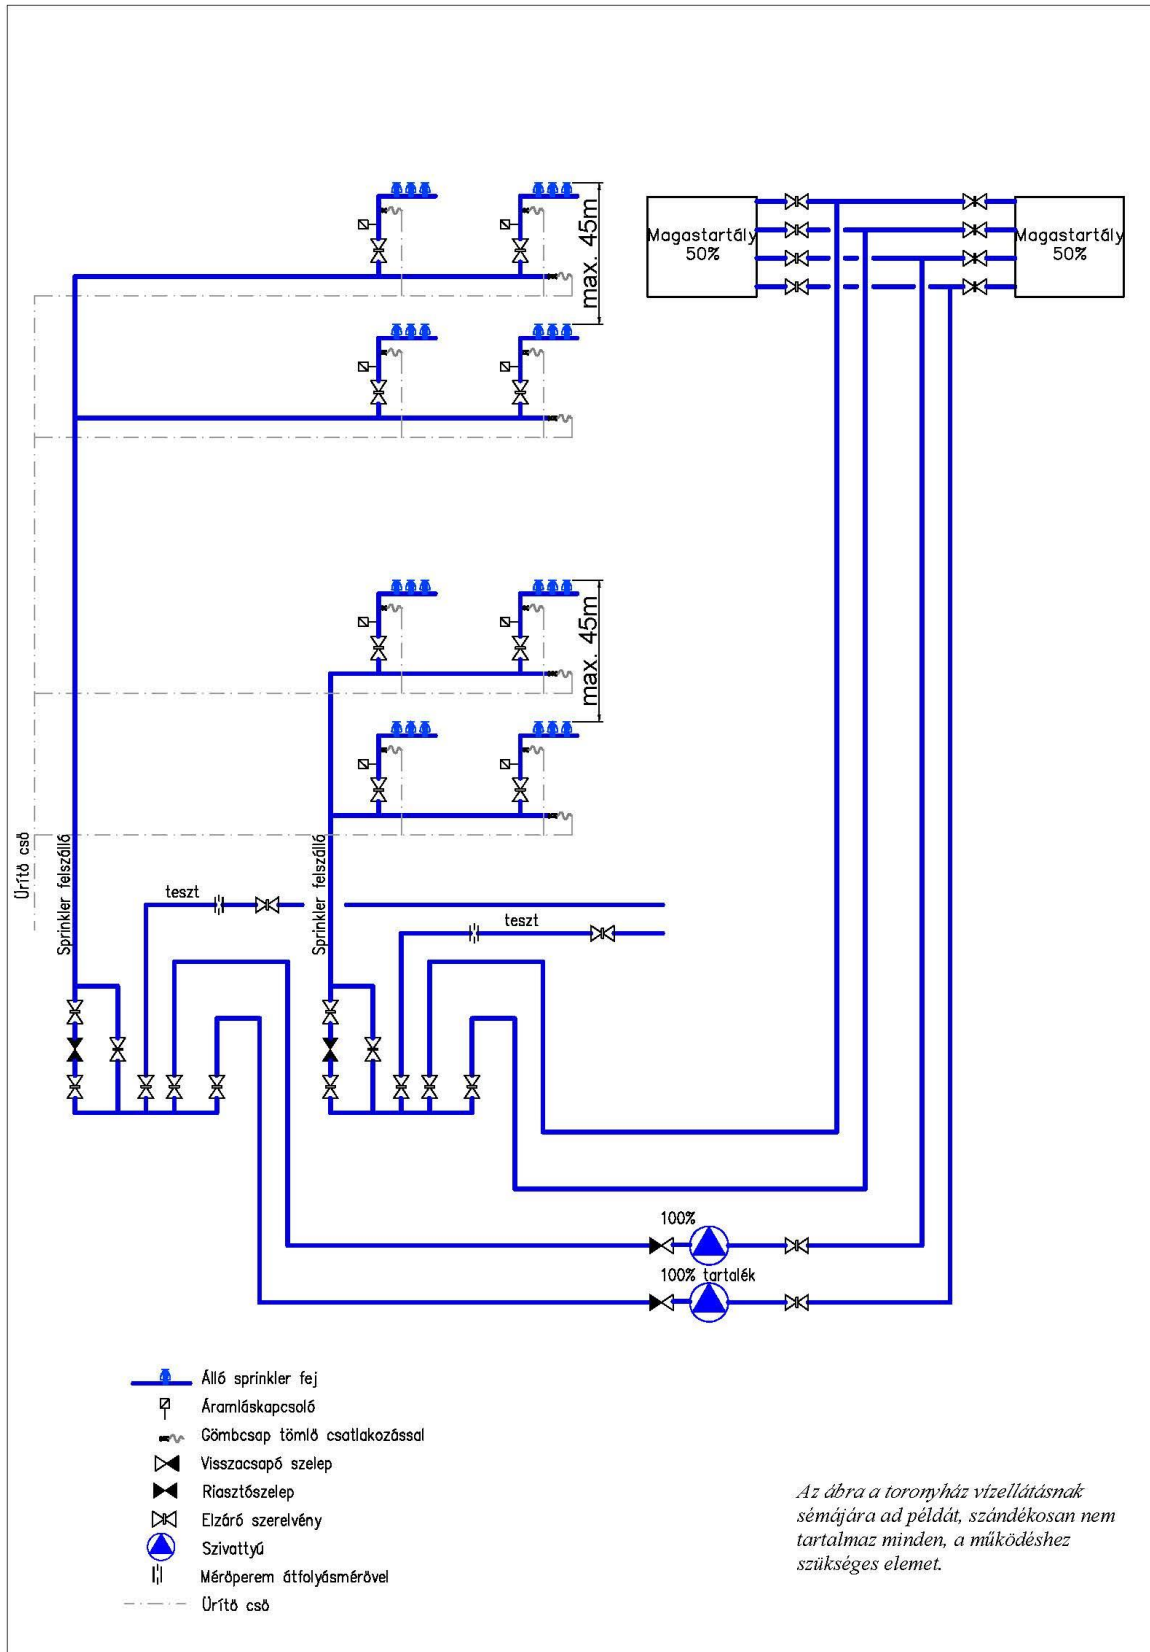 max. 45m
Magastartály
50%
Magastartály
50%
max. 45m
Ürítő cső
Sprinkler felszálló
Sprinkler felszálló
teszt
teszt
100%
100% tartalék
Álló sprinkler fej
Áramláskapcsoló
Gömbcsap tömlő csatlakozással
Visszacsapó szelep
Riasztószelep
Elzáró szerelvény
Szivattyú
Mérőperem átfolyásmérővel
Ürítő cső
Az ábra a toronyház vízellátásnak
sémájára ad példát, szándékosan nem
tartalmaz minden, a működéshez
szükséges elemet.